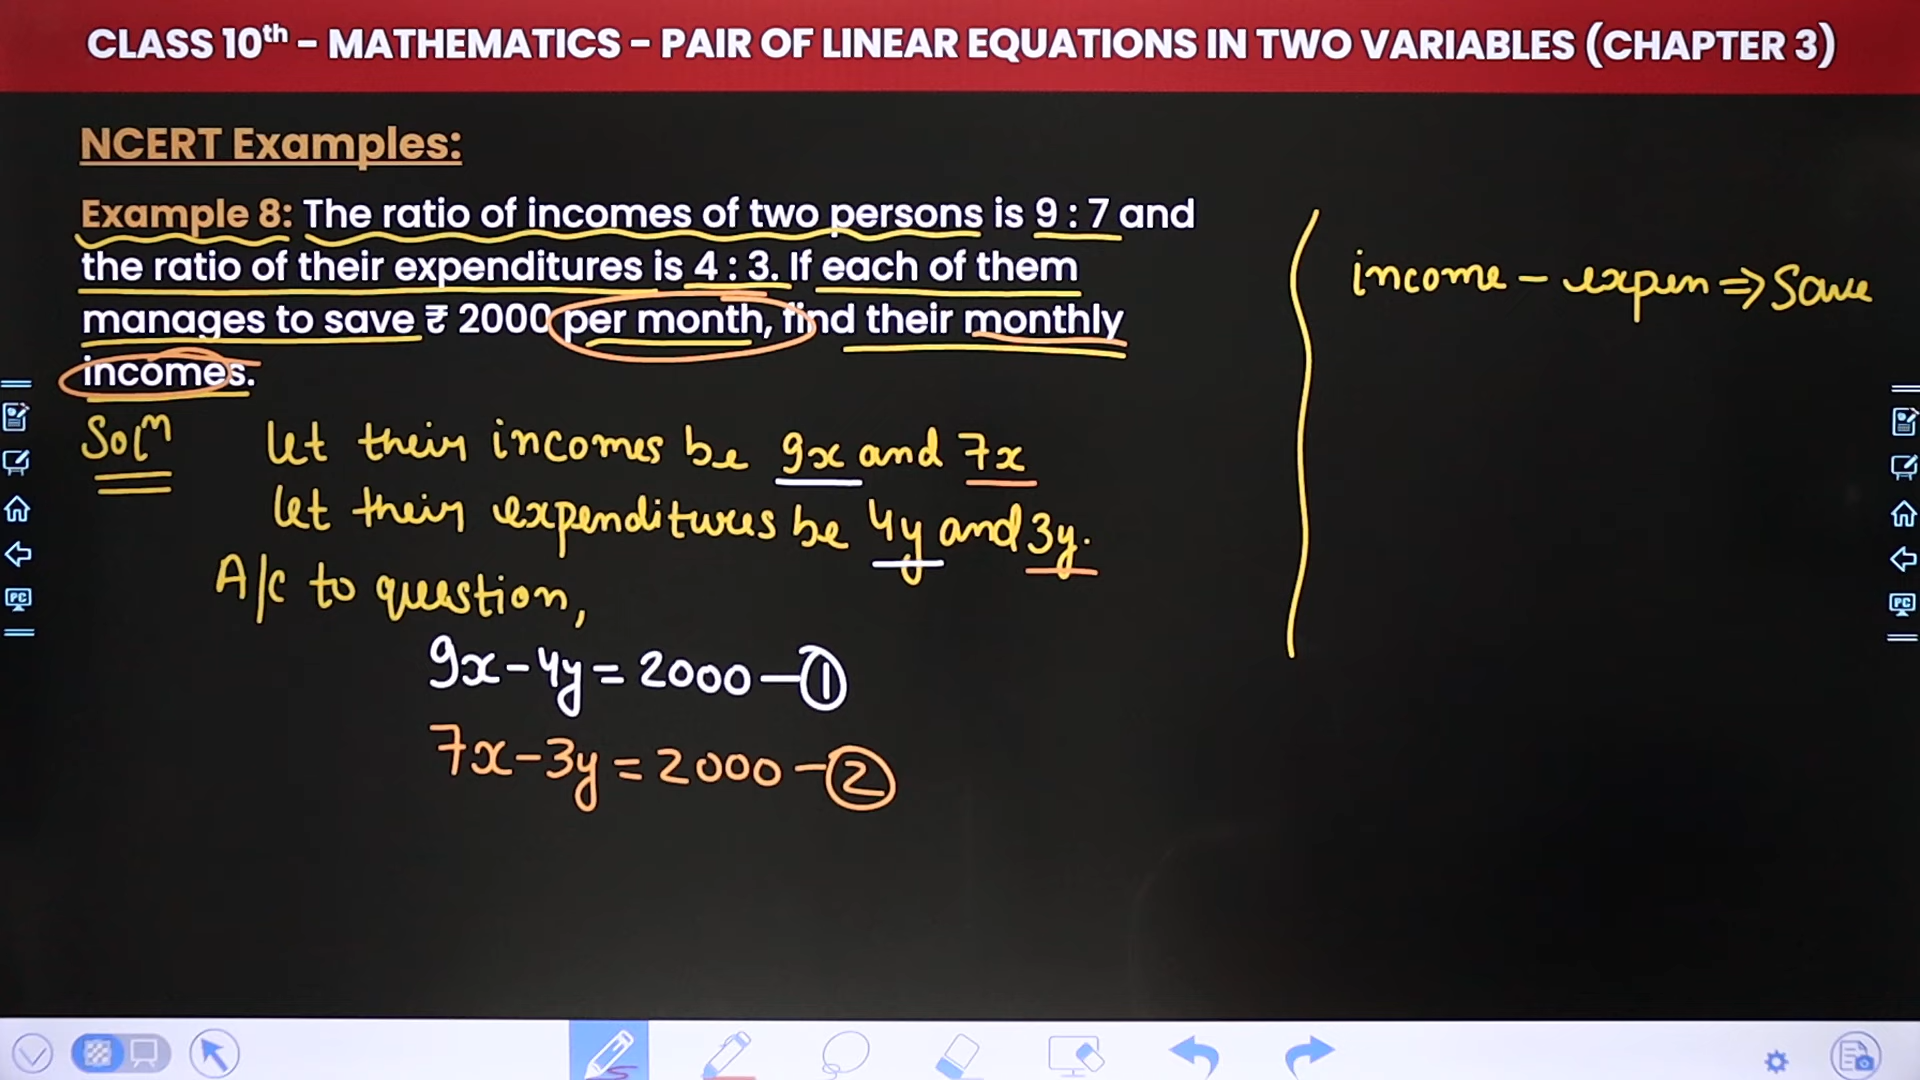 CLASS 10th - MATHEMATICS - PAIR OF LINEAR EQUATIONS IN TWO VARIABLES (CHAPTER 3)
NCERT Examples:
Example 8: The ratio of incomes of two persons is 9 : 7 and
the ratio of their expenditures is 4 : 3. If each of them
manages to save ₹ 2000 per month, find their monthly
incomes.
income - expen ⇒ Save
Solⁿ let their incomes be 9x and 7x
let their expenditures be 4y and 3y.
A/c to question,
9x - 4y = 2000 - ①
7x - 3y = 2000 - ②
PC
PC